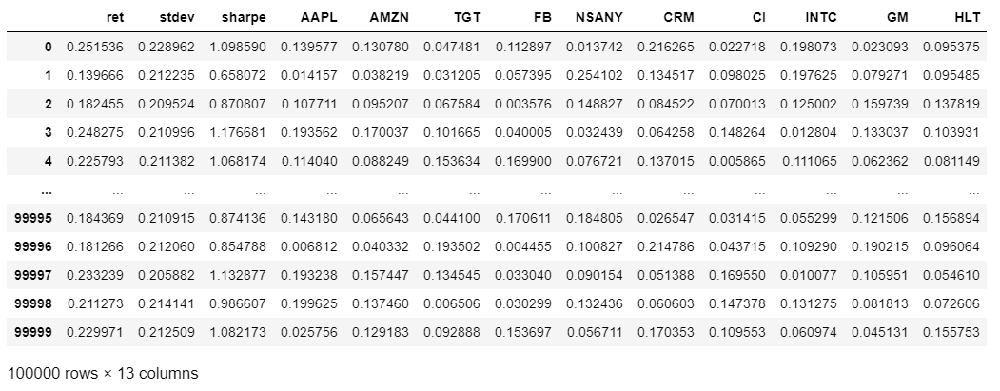 ret stdev sharpe AAPL AMZN TGT FB NSANY CRM CI INTC GM HLT
0 0.251536 0.228962 1.098590 0.139577 0.130780 0.047481 0.112897 0.013742 0.216265 0.022718 0.198073 0.023093 0.095375
1 0.139666 0.212235 0.658072 0.014157 0.038219 0.031205 0.057395 0.254102 0.134517 0.098025 0.197625 0.079271 0.095485
2 0.182455 0.209524 0.870807 0.107711 0.095207 0.067584 0.003576 0.148827 0.084522 0.070013 0.125002 0.159739 0.137819
3 0.248275 0.210996 1.176681 0.193562 0.170037 0.101665 0.040005 0.032439 0.064258 0.148264 0.012804 0.133037 0.103931
4 0.225793 0.211382 1.068174 0.114040 0.088249 0.153634 0.169900 0.076721 0.137015 0.005865 0.111065 0.062362 0.081149
... ... ... ... ... ... ... ... ... ... ... ... ... ...
99995 0.184369 0.210915 0.874136 0.143180 0.065643 0.044100 0.170611 0.184805 0.026547 0.031415 0.055299 0.121506 0.156894
99996 0.181266 0.212060 0.854788 0.006812 0.040332 0.193502 0.004455 0.100827 0.214786 0.043715 0.109290 0.190215 0.096064
99997 0.233239 0.205882 1.132877 0.193238 0.157447 0.134545 0.033040 0.090154 0.051388 0.169550 0.010077 0.105951 0.054610
99998 0.211273 0.214141 0.986607 0.199625 0.137460 0.006506 0.030299 0.132436 0.060603 0.147378 0.131275 0.081813 0.072606
99999 0.229971 0.212509 1.082173 0.025756 0.129183 0.092888 0.153697 0.056711 0.170353 0.109553 0.060974 0.045131 0.155753
100000 rows × 13 columns